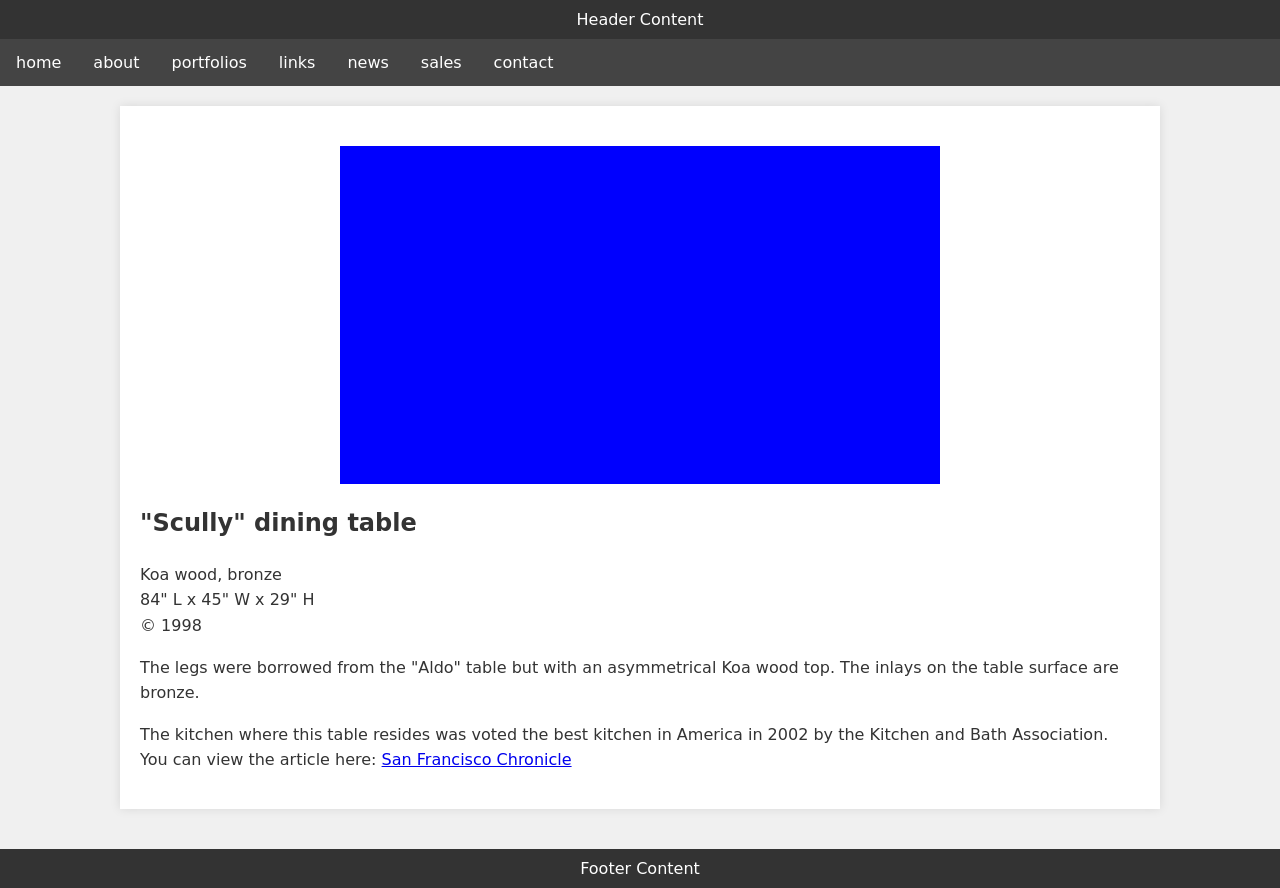 Header Content
home about portfolios links news sales contact
"Scully" dining table
Koa wood, bronze
84" L x 45" W x 29" H
© 1998
The legs were borrowed from the "Aldo" table but with an asymmetrical Koa wood top. The inlays on the table surface are
bronze.
The kitchen where this table resides was voted the best kitchen in America in 2002 by the Kitchen and Bath Association.
You can view the article here: San Francisco Chronicle
Footer Content